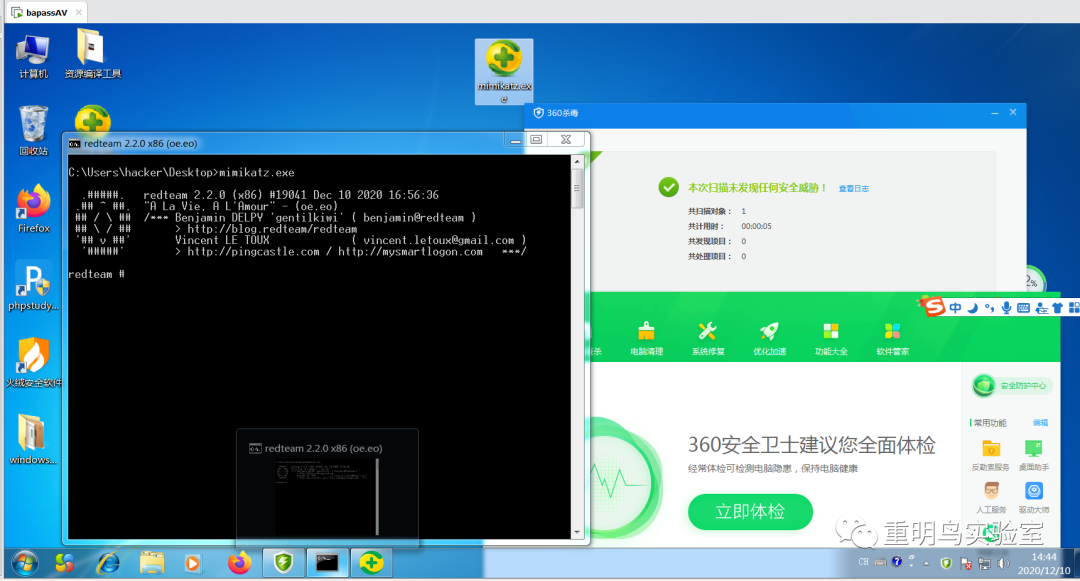 bapassAV
计算机
资源编译工具
回收站
Firefox
phpstudy...
火绒安全软件
windows...
mimikatz.ex
e
360杀毒
本次扫描未发现任何安全威胁！ 查看日志
共扫描对象： 1
共计用时： 00:00:05
共发现项目： 0
共处理项目： 0
redteam 2.2.0 x86 (oe.eo)
C:\Users\hacker\Desktop>mimikatz.exe
.#####. redteam 2.2.0 (x86) #19041 Dec 10 2020 16:56:36
.## ^ ##. "A La Vie, A L'Amour" - (oe.eo)
## / \ ## /*** Benjamin DELPY 'gentilkiwi' ( benjamin@redteam )
## \ / ## > http://blog.redteam/redteam
'## v ##' Vincent LE TOUX ( vincent.letoux@gmail.com )
'#####' > http://pingcastle.com / http://mysmartlogon.com ***/
redteam #
redteam 2.2.0 x86 (oe.eo)
2%
中
电脑清理
系统修复
优化加速
功能大全
软件管家
安全防护中心
常用功能 编辑
反勒索服务
桌面助手
人工服务
驱动大师
360安全卫士建议您全面体检
经常体检可检测电脑隐患，保持电脑健康
立即体检
重明鸟实验室
CH
14:44
2020/12/10